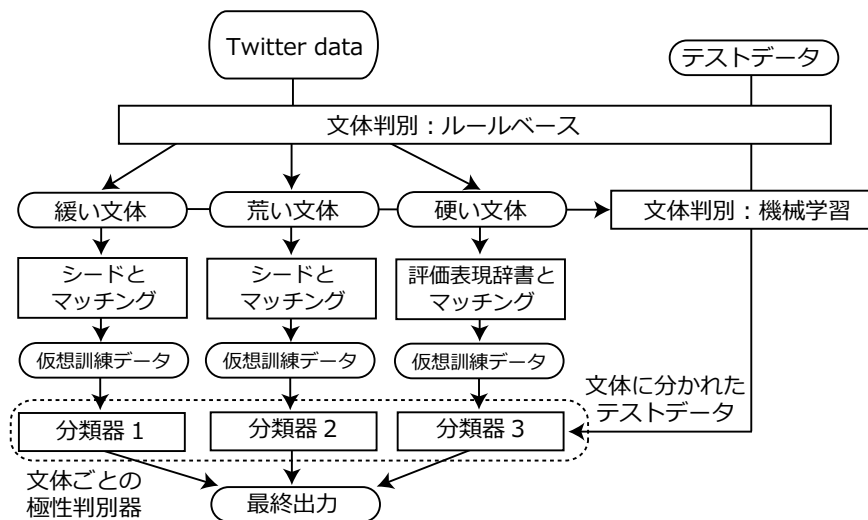 Twitter data
テストデータ
文体判別：ルールベース
緩い文体
荒い文体
硬い文体
文体判別：機械学習
シードと
マッチング
シードと
マッチング
評価表現辞書と
マッチング
仮想訓練データ
仮想訓練データ
仮想訓練データ
文体に分かれた
テストデータ
分類器 1
分類器 2
分類器 3
文体ごとの
極性判別器
最終出力